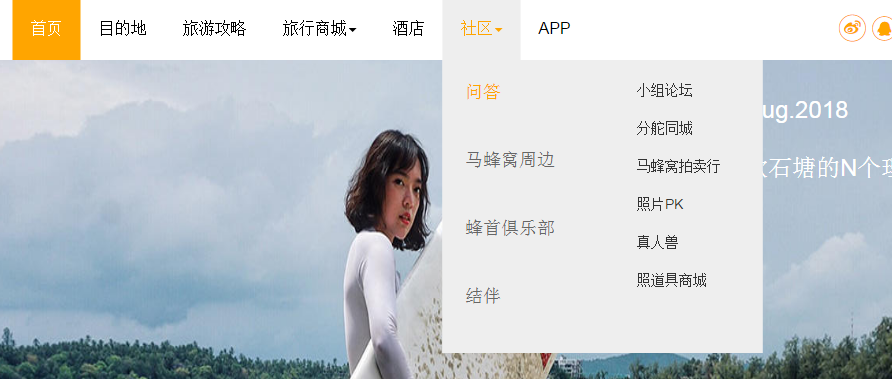 首页 目的地 旅游攻略 旅行商城 酒店 社区 APP
问答
马蜂窝周边
蜂首俱乐部
结伴
小组论坛
分舵同城
马蜂窝拍卖行
照片PK
真人兽
照道具商城
ug.2018
石塘的N个